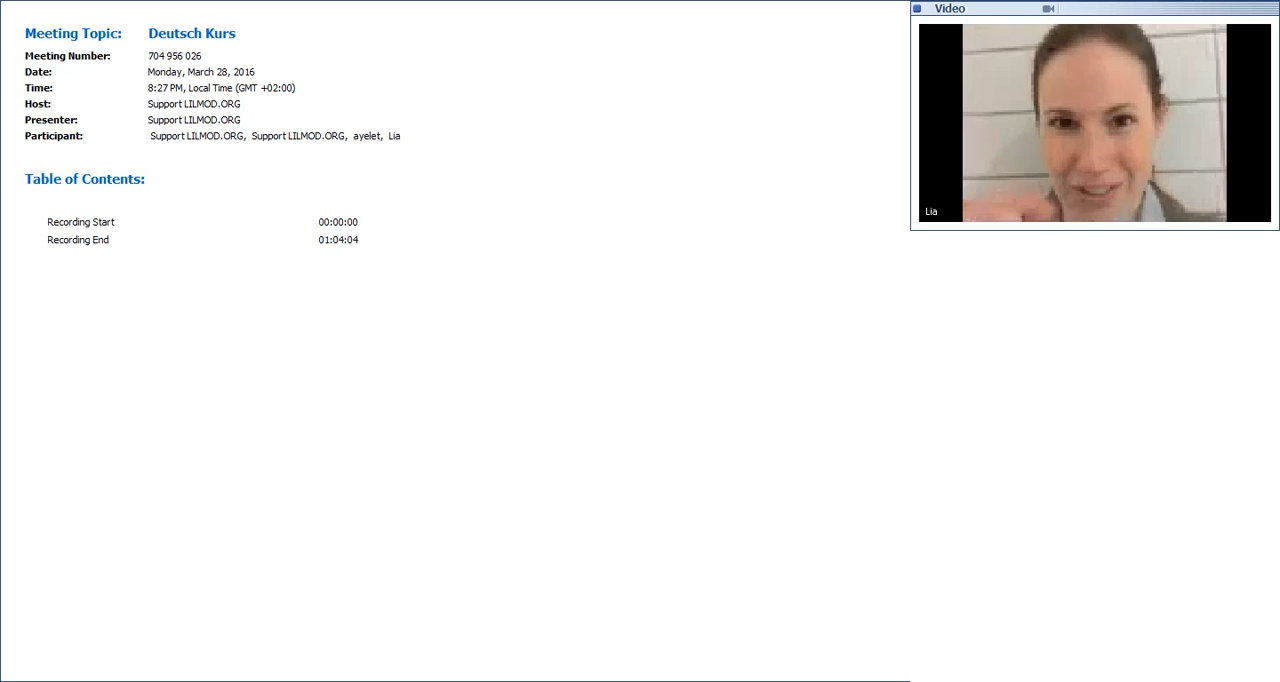 Meeting Topic: Deutsch Kurs
Meeting Number: 704 956 026
Date: Monday, March 28, 2016
Time: 8:27 PM, Local Time (GMT +02:00)
Host: Support LILMOD.ORG
Presenter: Support LILMOD.ORG
Participant: Support LILMOD.ORG, Support LILMOD.ORG, ayelet, Lia
Table of Contents:
Recording Start 00:00:00
Recording End 01:04:04
Video
Lia